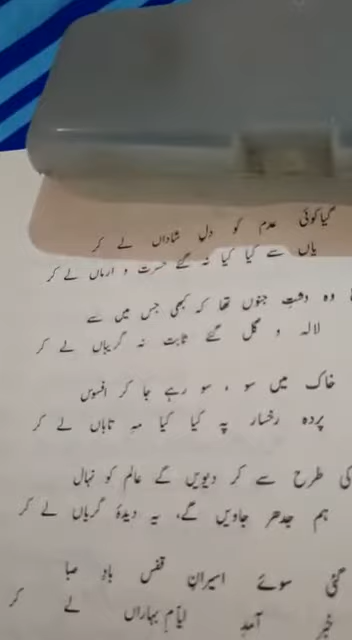 گیا کوئی عدم کو دلِ شاداں لے کر
یاں سے کیا کیا نہ گئے حسرت و ارماں لے کر
وہ دشتِ جنوں تھا کہ کبھی جس میں سے
لالہ و گل گئے ثابت نہ گریباں لے کر
خاک میں سو، سو رہے جا کر افسوس
پردہ رخسار پہ کیا کیا مہِ تاباں لے کر
کی طرح سے کر دیویں گے عالم کو نہال
ہم جدھر جاویں گے، یہ دیدۂ گریاں لے کر
گئی سوئے اسیرانِ قفس بادِ صبا
خبرِ آمدِ ایّامِ بہاراں لے کر